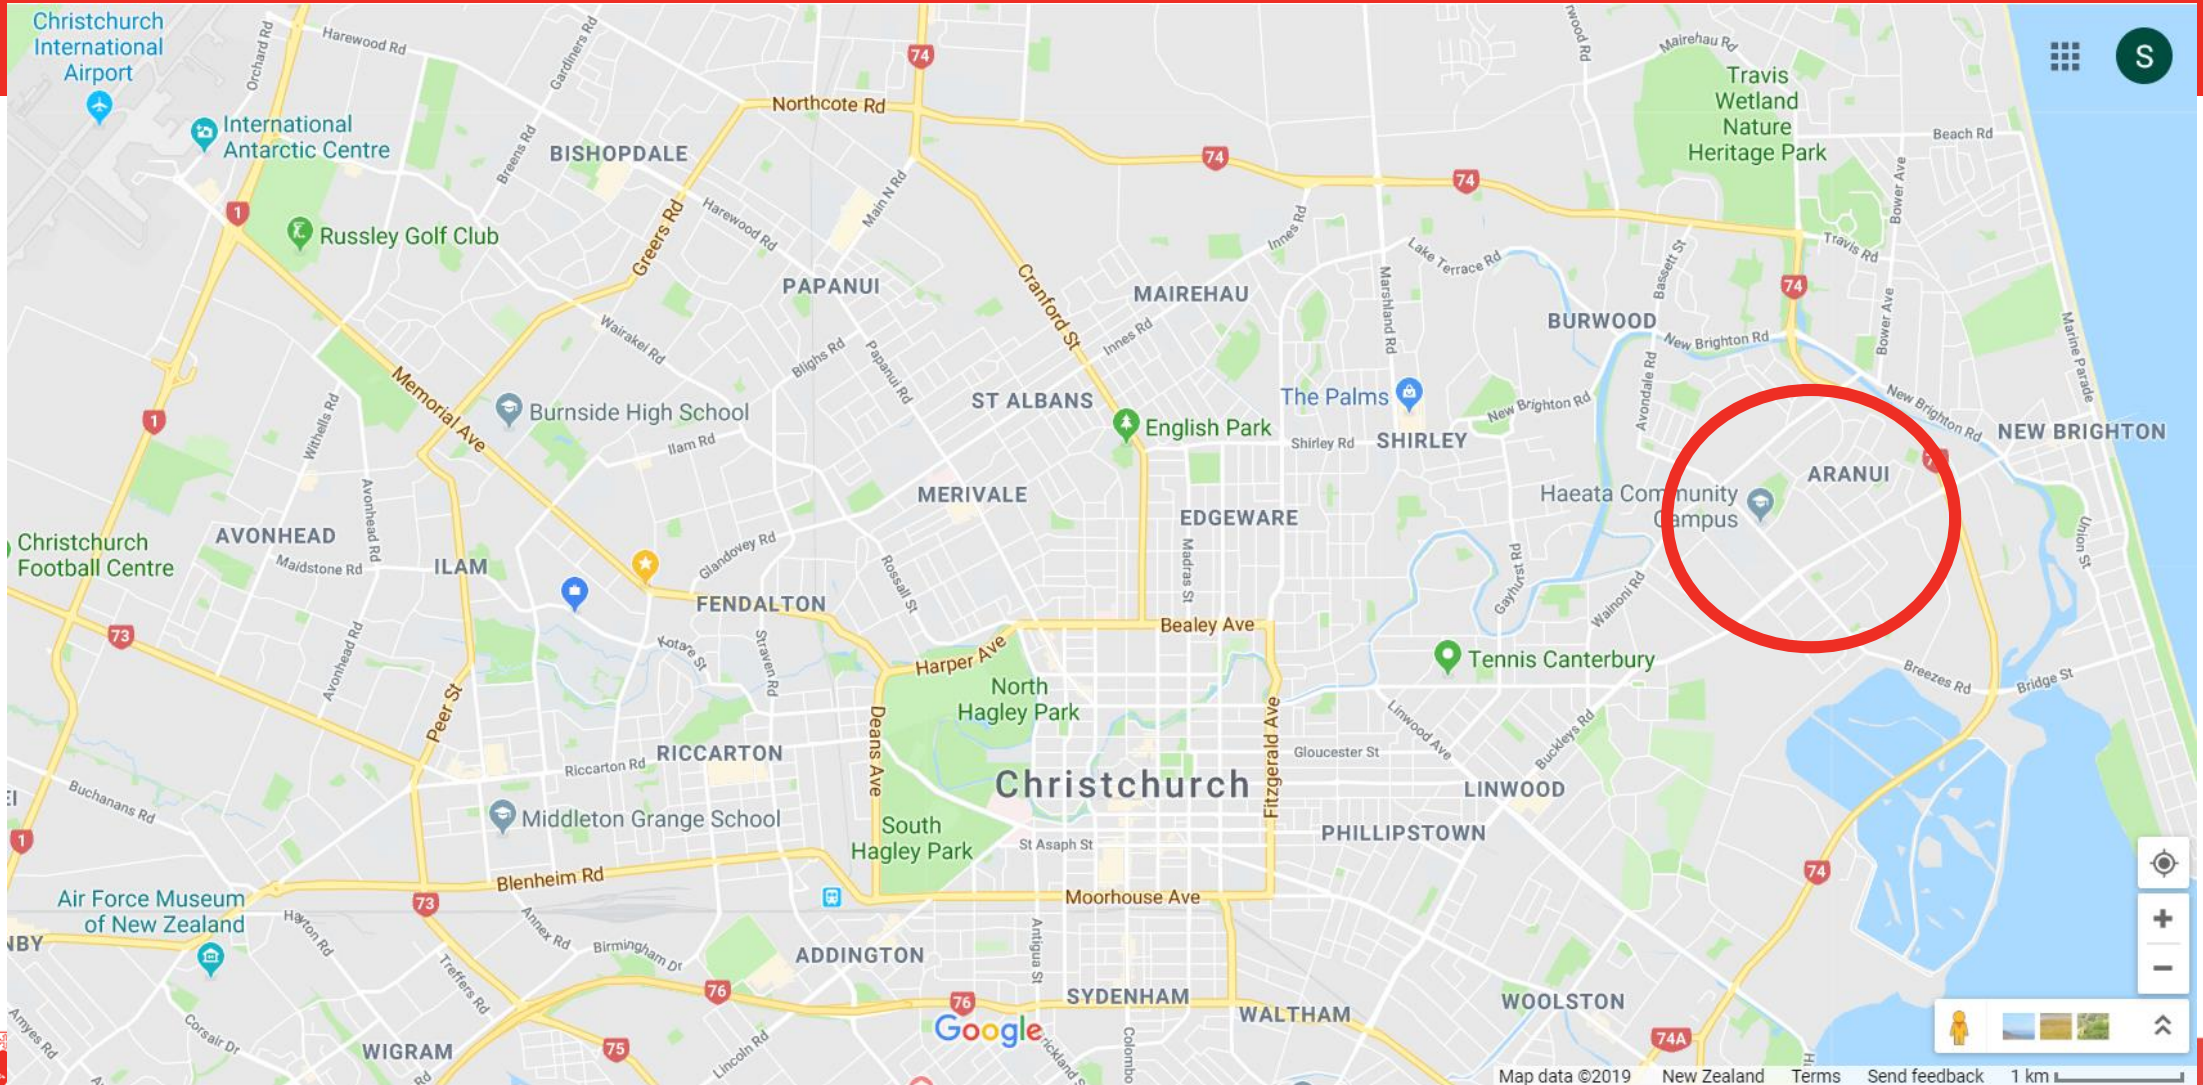 Christchurch
International
Airport
Orchard Rd
Harewood Rd
Gardiners Rd
74
Northcote Rd
Mairehau Rd
Travis
Wetland
Nature
Heritage Park
S
International
Antarctic Centre
Breens Rd
BISHOPDALE
Main N Rd
74
74
Beach Rd
Bower Ave
1
Russley Golf Club
Greers Rd
Harewood Rd
Innes Rd
Lake Terrace Rd
Bassett St
Travis Rd
PAPANUI
Cranford St
MAIREHAU
Marshland Rd
74
BURWOOD
Bower Ave
Marine Parade
Wairakei Rd
Blighs Rd
Papanui Rd
Innes Rd
New Brighton Rd
Memorial Ave
Burnside High School
ST ALBANS
English Park
The Palms
New Brighton Rd
Avondale Rd
New Brighton Rd
1
Withells Rd
Ilam Rd
Shirley Rd
SHIRLEY
NEW BRIGHTON
ARANUI
MERIVALE
Haeata Community
Campus
AVONHEAD
Avonhead Rd
EDGEWARE
Union St
Christchurch
Football Centre
Maidstone Rd
ILAM
Glandovey Rd
Rossall St
Madras St
Gayhurst Rd
Wainoni Rd
FENDALTON
73
Avonhead Rd
Kotare St
Straven Rd
Harper Ave
Bealey Ave
Tennis Canterbury
Breezes Rd
Bridge St
Peer St
North
Hagley Park
Deans Ave
Fitzgerald Ave
Linwood Ave
Buckleys Rd
Gloucester St
RICCARTON
Riccarton Rd
Christchurch
LINWOOD
Buchanans Rd
Middleton Grange School
South
Hagley Park
St Asaph St
PHILLIPSTOWN
1
Blenheim Rd
Moorhouse Ave
74
Air Force Museum
of New Zealand
73
Hayton Rd
Annex Rd
Birmingham Dr
ADDINGTON
Antigua St
Treffers Rd
76
76
SYDENHAM
WALTHAM
WOOLSTON
Google
Amyes Rd
Corsair Dr
WIGRAM
75
Lincoln Rd
Colombo
74A
Map data ©2019 New Zealand Terms Send feedback 1 km